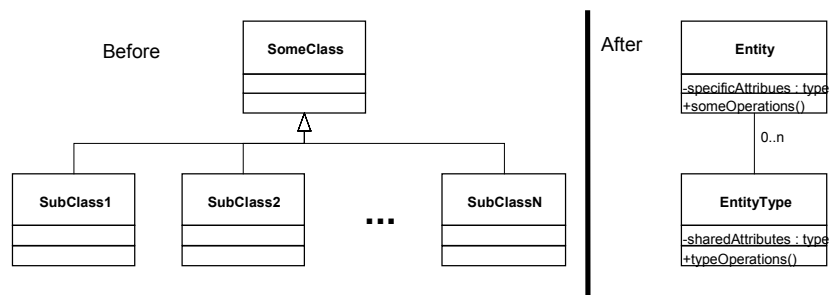 Before
SomeClass
SubClass1
SubClass2
...
SubClassN
After
Entity
-specificAttribues : type
+someOperations()
0..n
EntityType
-sharedAttributes : type
+typeOperations()